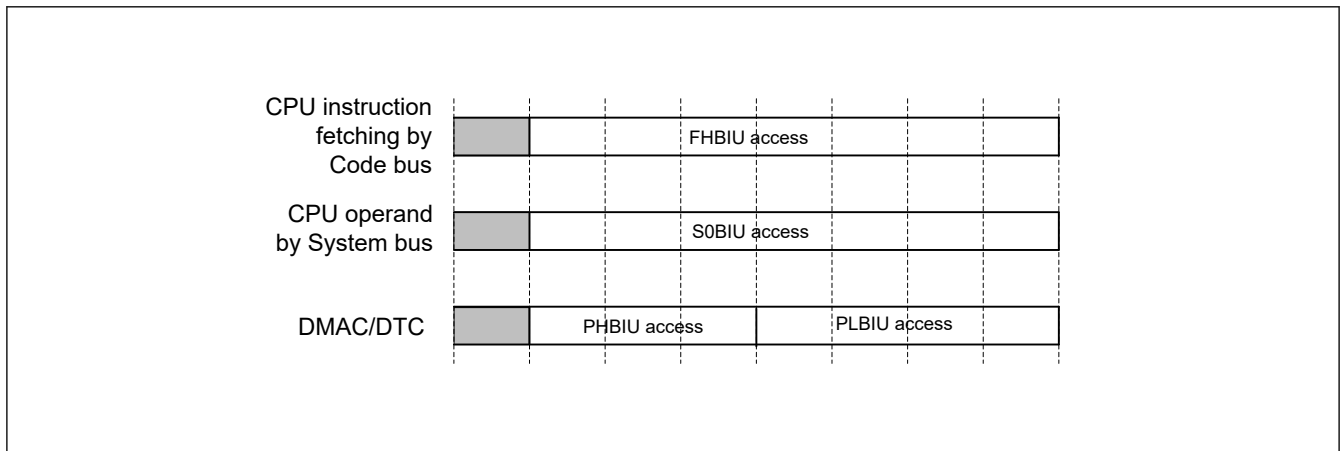 CPU instruction
fetching by
Code bus
FHBIU access
CPU operand
by System bus
S0BIU access
DMAC/DTC
PHBIU access
PLBIU access